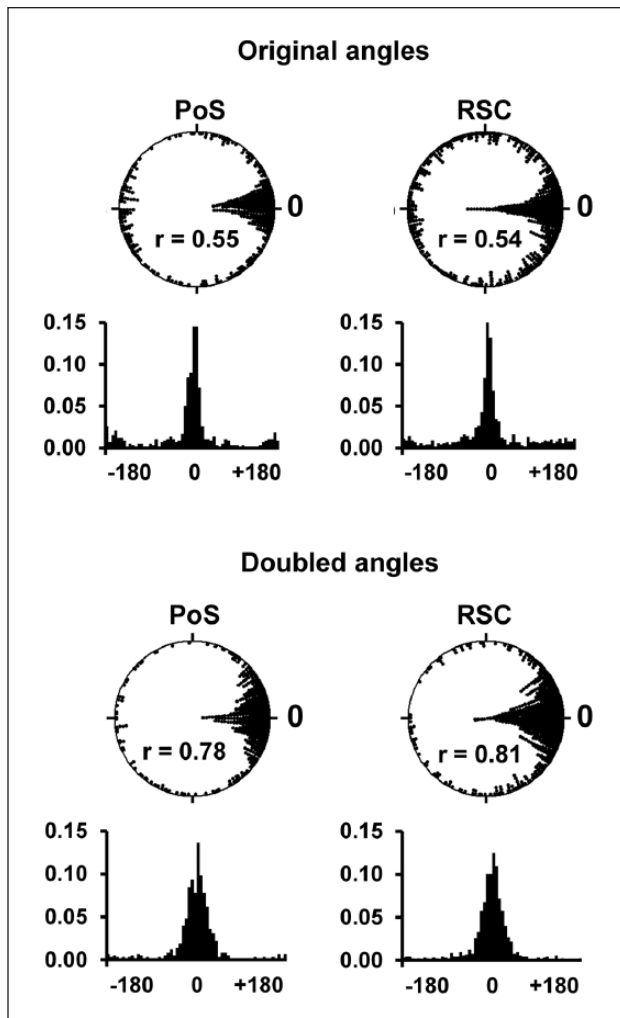 Original angles
PoS RSC
0 0
r = 0.55 r = 0.54
0.15 0.15
0.10 0.10
0.05 0.05
0.00 0.00
-180 0 +180 -180 0 +180
Doubled angles
PoS RSC
0 0
r = 0.78 r = 0.81
0.15 0.15
0.10 0.10
0.05 0.05
0.00 0.00
-180 0 +180 -180 0 +180